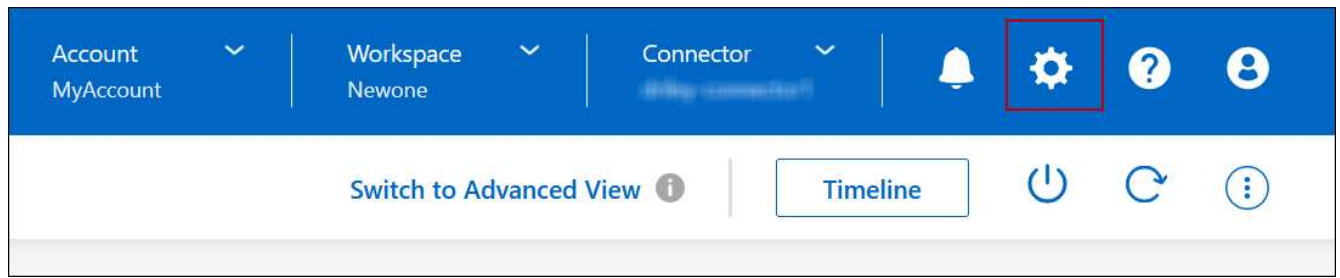 Account
MyAccount
Workspace
Newone
Connector
Switch to Advanced View
Timeline